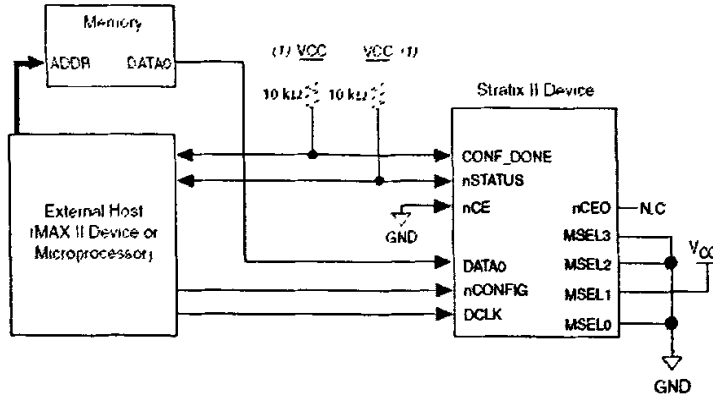 Memory
ADDR DATA0
(1) VCC VCC (1)
10 kΩ 10 kΩ
Stratix II Device
CONF_DONE
nSTATUS
nCE
GND
External Host
(MAX II Device or
Microprocessor)
DATA0
nCONFIG
DCLK
nCEO N.C
MSEL3
MSEL2
MSEL1
MSEL0
VCC
GND